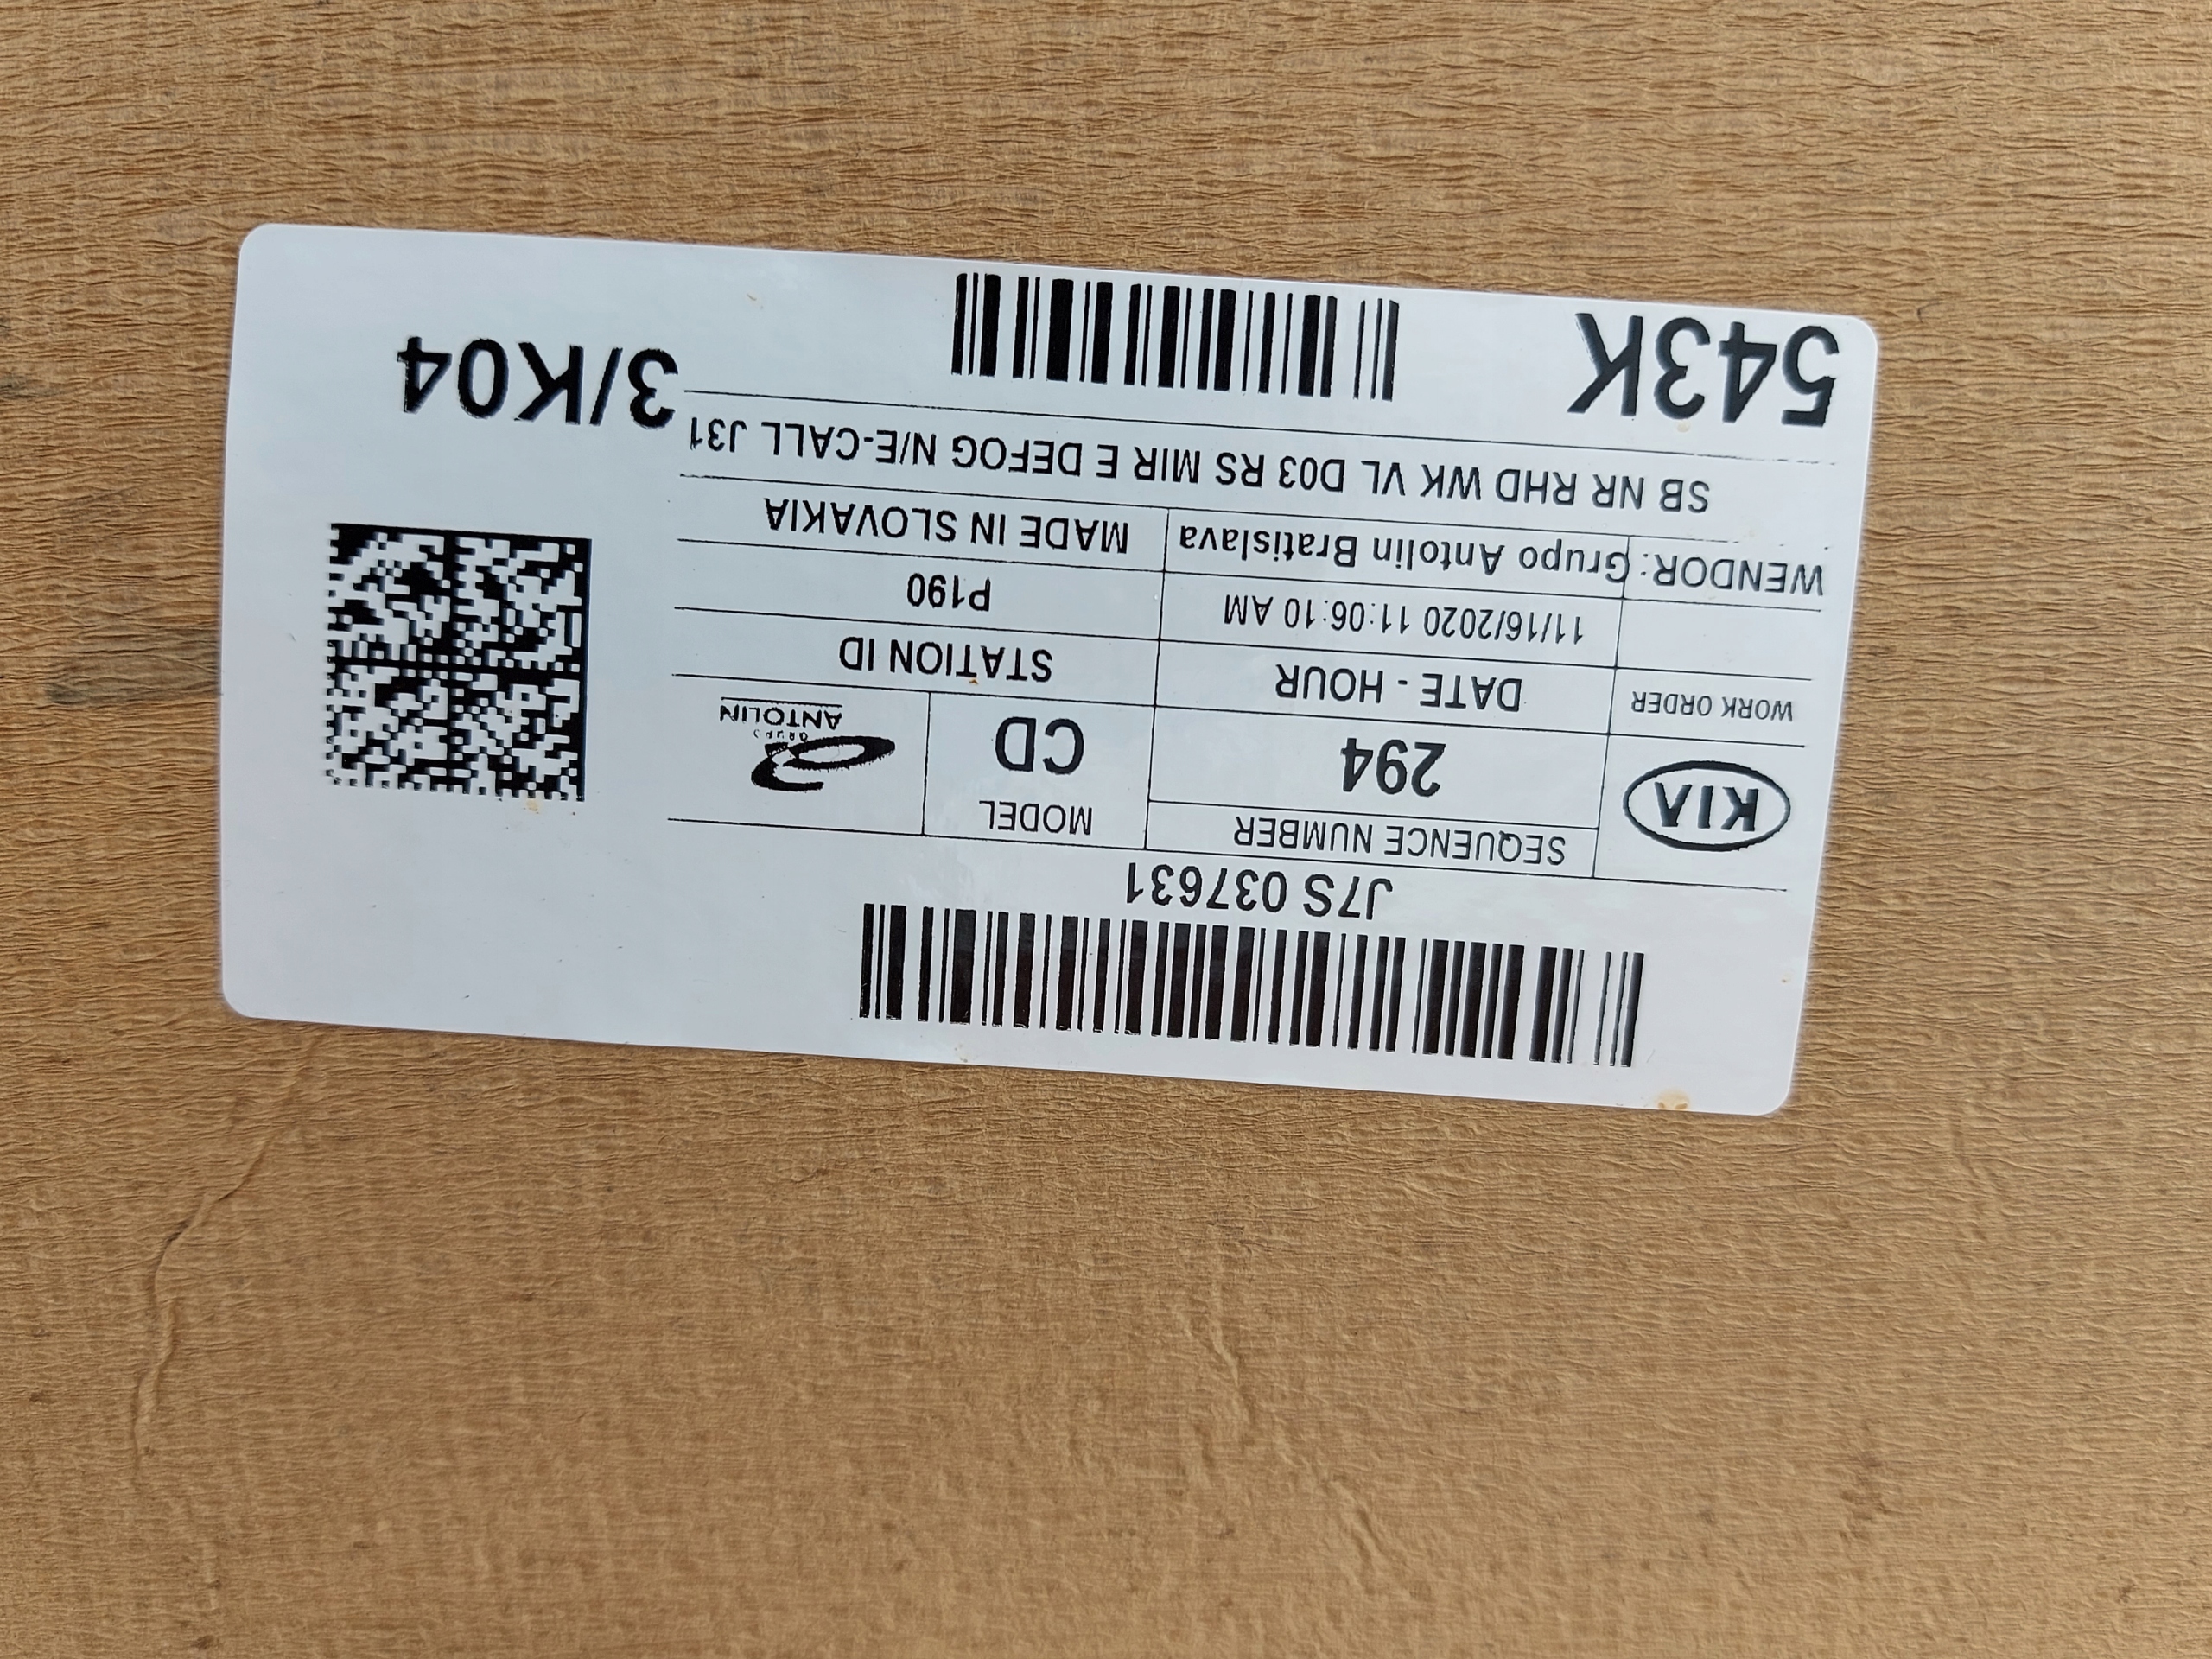 J7S 037631
KIA
SEQUENCE NUMBER
294
MODEL
CD
GRUPO
ANTOLIN
WORK ORDER
DATE - HOUR
STATION ID
11/16/2020 11:06:10 AM
P190
WENDOR: Grupo Antolin Bratislava
MADE IN SLOVAKIA
SB NR RHD WK VL D03 RS MIR E DEFOG N/E-CALL J31
543K
3/K04